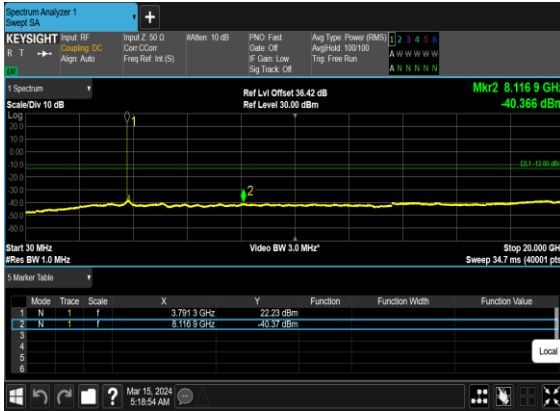 Spectrum Analyzer 1
Swept SA
+
KEYSIGHT Input: RF Input Z: 50 Ω #Atten: 10 dB PNO: Fast Avg Type: Power (RMS) 1 2 3 4 5 6
R T Coupling: DC Corr CCorr Gate: Off Avg|Hold: 100/100 A W W W W W
Align: Auto Freq Ref: Int (S) IF Gain: Low Trig: Free Run
Sig Track: Off A N N N N N
1 Spectrum
Ref Lvl Offset 36.42 dB Mkr2 8.116 9 GHz
Scale/Div 10 dB Ref Level 30.00 dBm -40.366 dBm
Log
20.0
10.0
0.00
-10.0
DL1 -13.00 dBm
-20.0
-30.0
-40.0
-50.0
-60.0
1
2
Start 30 MHz Video BW 3.0 MHz* Stop 20.000 GH
#Res BW 1.0 MHz Sweep 34.7 ms (40001 pts
5 Marker Table
Mode Trace Scale X Y Function Function Width Function Value
1 N 1 f 3.791 3 GHz 22.23 dBm
2 N 1 f 8.116 9 GHz -40.37 dBm
3
4
5
6
Local
?
Mar 15, 2024
5:18:54 AM